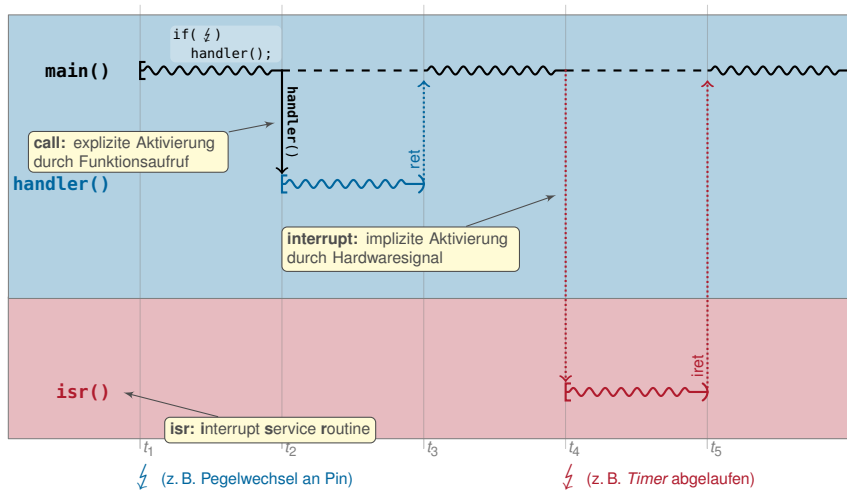 if(↯)
handler();
main()
handler()
call: explizite Aktivierung
durch Funktionsaufruf
ret
handler()
interrupt: implizite Aktivierung
durch Hardwaresignal
iret
isr()
isr: interrupt service routine
t1 t2 t3 t4 t5
↯ (z. B. Pegelwechsel an Pin) ↯ (z. B. Timer abgelaufen)